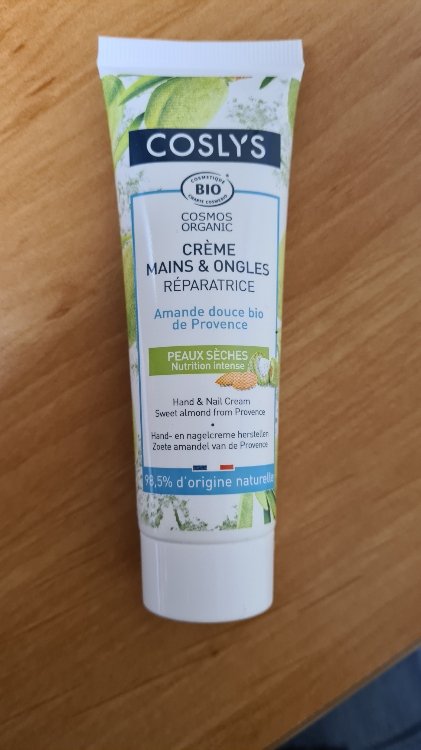 COSLYS
COSMÉTIQUE
BIO
CHARTE COSMEBIO
COSMOS
ORGANIC
CRÈME
MAINS & ONGLES
RÉPARATRICE
Amande douce bio
de Provence
PEAUX SÈCHES
Nutrition intense
Hand & Nail Cream
Sweet almond from Provence
•
Hand- en nagelcreme herstellen
Zoete amandel van de Provence
98,5% d'origine naturelle